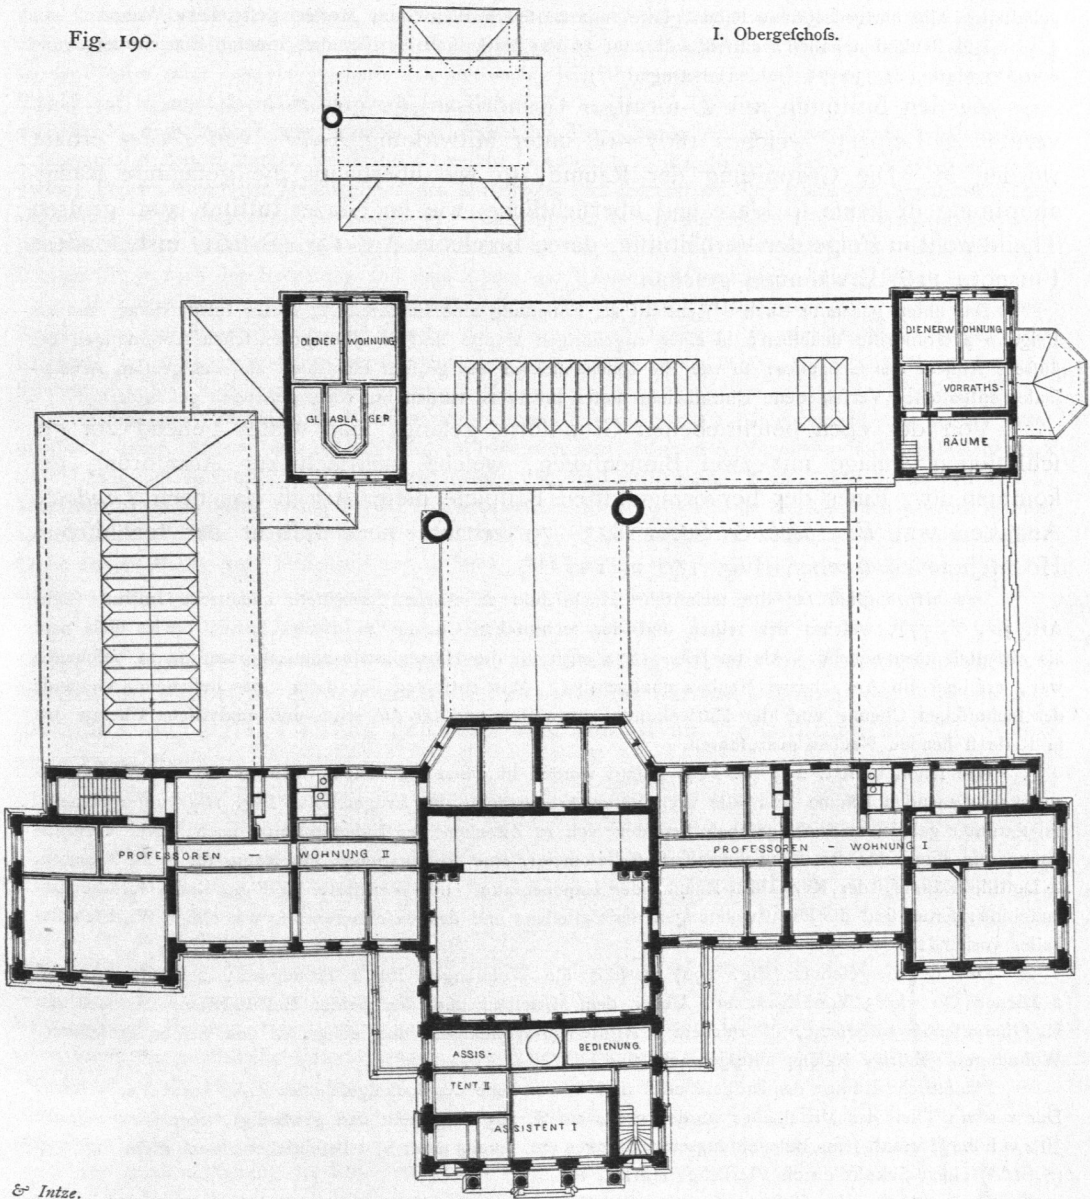 Fig. 190.
I. Obergeſchoſs.
DIENER WOHNUNG
GLASLAGER
DIENERWOHNUNG
VORRATHS-
RÄUME
PROFESSOREN WOHNUNG II
PROFESSOREN - WOHNUNG I
ASSIS-
TENT II
BEDIENUNG.
ASSISTENT I
& Intze.